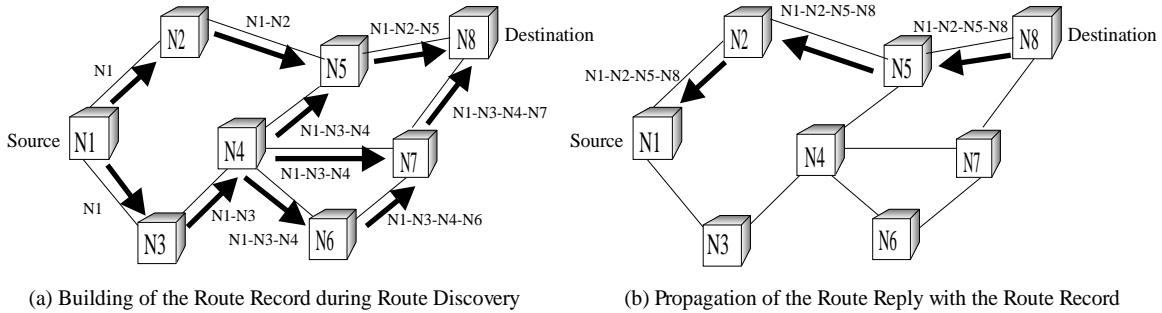 N1-N2
N2
N1-N2-N5
N8
Destination
N5
N1
N1-N3-N4-N7
Source
N1
N4
N1-N3-N4
N7
N1-N3-N4
N1
N1-N3
N1-N3-N4
N1-N3-N4-N6
N3
N6
(a) Building of the Route Record during Route Discovery
N1-N2-N5-N8
N2
N1-N2-N5-N8
N8
Destination
N5
N1-N2-N5-N8
Source
N1
N4
N7
N3
N6
(b) Propagation of the Route Reply with the Route Record